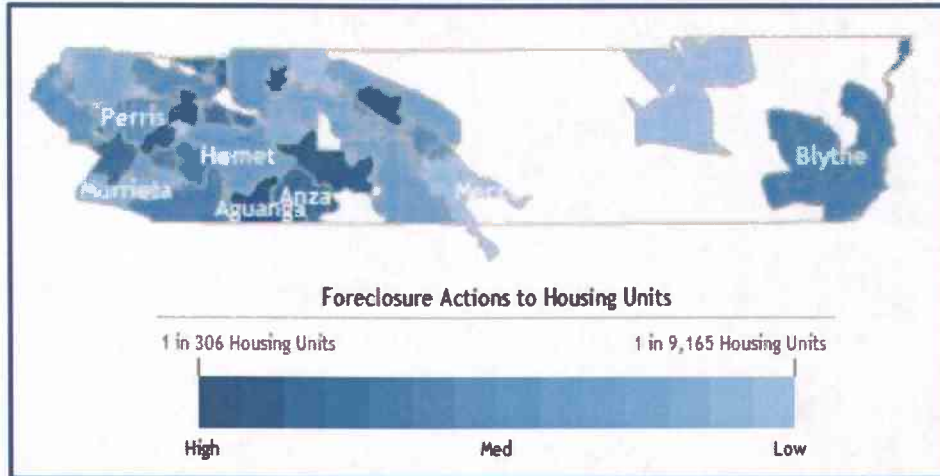 Perris
Hemet
Blythe
Murrieta
Anza
Aguanga
Foreclosure Actions to Housing Units
1 in 306 Housing Units
1 in 9,165 Housing Units
High
Med
Low